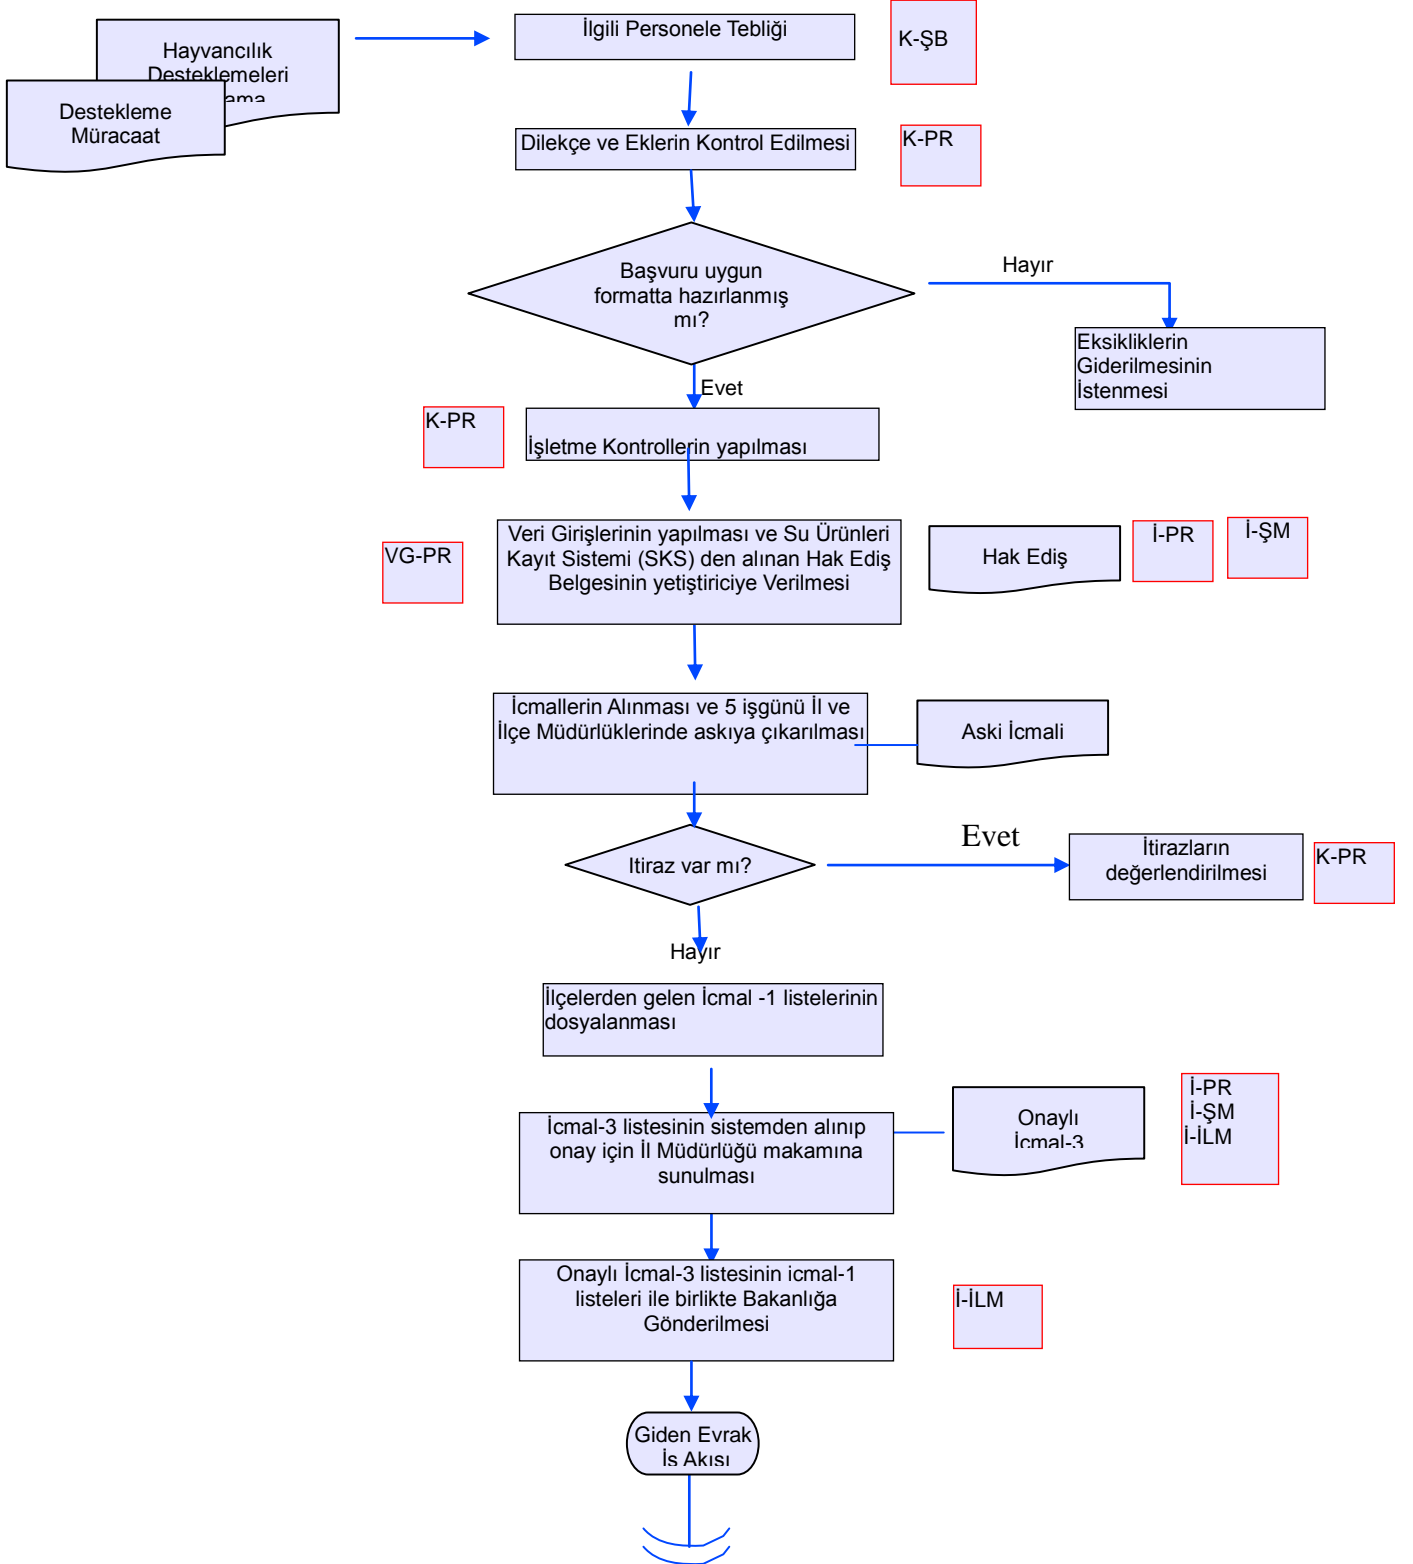 Hayvancılık
Desteklemeleri
Destekleme
Müracaat
İlgili Personele Tebliği
K-ŞB
Dilekçe ve Eklerin Kontrol Edilmesi
K-PR
Başvuru uygun
formatta hazırlanmış
mı?
Hayır
Eksikliklerin
Giderilmesinin
İstenmesi
Evet
K-PR
İşletme Kontrollerin yapılması
VG-PR
Veri Girişlerinin yapılması ve Su Ürünleri
Kayıt Sistemi (SKS) den alınan Hak Ediş
Belgesinin yetiştiriciye Verilmesi
Hak Ediş
İ-PR
İ-ŞM
İcmallerin Alınması ve 5 işgünü İl ve
İlçe Müdürlüklerinde askıya çıkarılması
Aski İcmali
Itiraz var mı?
Evet
İtirazların
değerlendirilmesi
K-PR
Hayır
İlçelerden gelen İcmal -1 listelerinin
dosyalanması
İcmal-3 listesinin sistemden alınıp
onay için İl Müdürlüğü makamına
sunulması
Onaylı
İcmal-3
İ-PR
İ-ŞM
İ-İLM
Onaylı İcmal-3 listesinin icmal-1
listeleri ile birlikte Bakanlığa
Gönderilmesi
İ-İLM
Giden Evrak
İş Akışı